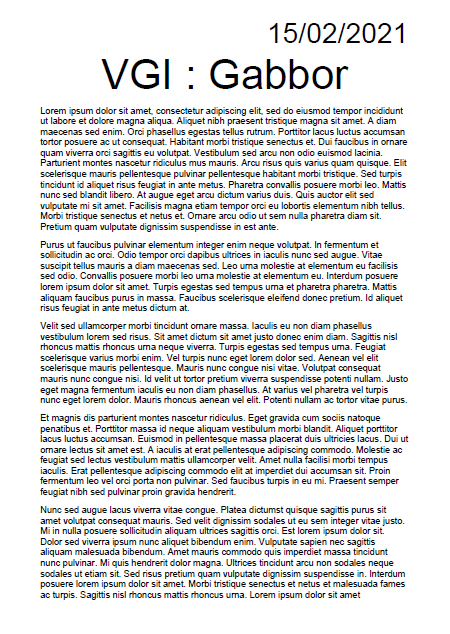 15/02/2021
VGI : Gabbor
Lorem ipsum dolor sit amet, consectetur adipiscing elit, sed do eiusmod tempor incididunt
ut labore et dolore magna aliqua. Aliquet nibh praesent tristique magna sit amet. A diam
maecenas sed enim. Orci phasellus egestas tellus rutrum. Porttitor lacus luctus accumsan
tortor posuere ac ut consequat. Habitant morbi tristique senectus et. Dui faucibus in ornare
quam viverra orci sagittis eu volutpat. Vestibulum sed arcu non odio euismod lacinia.
Parturient montes nascetur ridiculus mus mauris. Arcu risus quis varius quam quisque. Elit
scelerisque mauris pellentesque pulvinar pellentesque habitant morbi tristique. Sed turpis
tincidunt id aliquet risus feugiat in ante metus. Pharetra convallis posuere morbi leo. Mattis
nunc sed blandit libero. At augue eget arcu dictum varius duis. Quis auctor elit sed
vulputate mi sit amet. Facilisis magna etiam tempor orci eu lobortis elementum nibh tellus.
Morbi tristique senectus et netus et. Ornare arcu odio ut sem nulla pharetra diam sit.
Pretium quam vulputate dignissim suspendisse in est ante.
Purus ut faucibus pulvinar elementum integer enim neque volutpat. In fermentum et
sollicitudin ac orci. Odio tempor orci dapibus ultrices in iaculis nunc sed augue. Vitae
suscipit tellus mauris a diam maecenas sed. Leo urna molestie at elementum eu facilisis
sed odio. Convallis posuere morbi leo urna molestie at elementum eu. Interdum posuere
lorem ipsum dolor sit amet. Turpis egestas sed tempus urna et pharetra pharetra. Mattis
aliquam faucibus purus in massa. Faucibus scelerisque eleifend donec pretium. Id aliquet
risus feugiat in ante metus dictum at.
Velit sed ullamcorper morbi tincidunt ornare massa. Iaculis eu non diam phasellus
vestibulum lorem sed risus. Sit amet dictum sit amet justo donec enim diam. Sagittis nisl
rhoncus mattis rhoncus urna neque viverra. Turpis egestas sed tempus urna. Feugiat
scelerisque varius morbi enim. Vel turpis nunc eget lorem dolor sed. Aenean vel elit
scelerisque mauris pellentesque. Mauris nunc congue nisi vitae. Volutpat consequat
mauris nunc congue nisi. Id velit ut tortor pretium viverra suspendisse potenti nullam. Justo
eget magna fermentum iaculis eu non diam phasellus. At varius vel pharetra vel turpis
nunc eget lorem dolor. Mauris rhoncus aenean vel elit. Potenti nullam ac tortor vitae purus.
Et magnis dis parturient montes nascetur ridiculus. Eget gravida cum sociis natoque
penatibus et. Porttitor massa id neque aliquam vestibulum morbi blandit. Aliquet porttitor
lacus luctus accumsan. Euismod in pellentesque massa placerat duis ultricies lacus. Dui ut
ornare lectus sit amet est. A iaculis at erat pellentesque adipiscing commodo. Molestie ac
feugiat sed lectus vestibulum mattis ullamcorper velit. Amet nulla facilisi morbi tempus
iaculis. Erat pellentesque adipiscing commodo elit at imperdiet dui accumsan sit. Proin
fermentum leo vel orci porta non pulvinar. Sed faucibus turpis in eu mi. Praesent semper
feugiat nibh sed pulvinar proin gravida hendrerit.
Nunc sed augue lacus viverra vitae congue. Platea dictumst quisque sagittis purus sit
amet volutpat consequat mauris. Sed velit dignissim sodales ut eu sem integer vitae justo.
Mi in nulla posuere sollicitudin aliquam ultrices sagittis orci. Est lorem ipsum dolor sit.
Dolor sed viverra ipsum nunc aliquet bibendum enim. Vulputate sapien nec sagittis
aliquam malesuada bibendum. Amet mauris commodo quis imperdiet massa tincidunt
nunc pulvinar. Mi quis hendrerit dolor magna. Ultrices tincidunt arcu non sodales neque
sodales ut etiam sit. Sed risus pretium quam vulputate dignissim suspendisse in. Interdum
posuere lorem ipsum dolor sit amet. Morbi tristique senectus et netus et malesuada fames
ac turpis. Sagittis nisl rhoncus mattis rhoncus urna. Lorem ipsum dolor sit amet